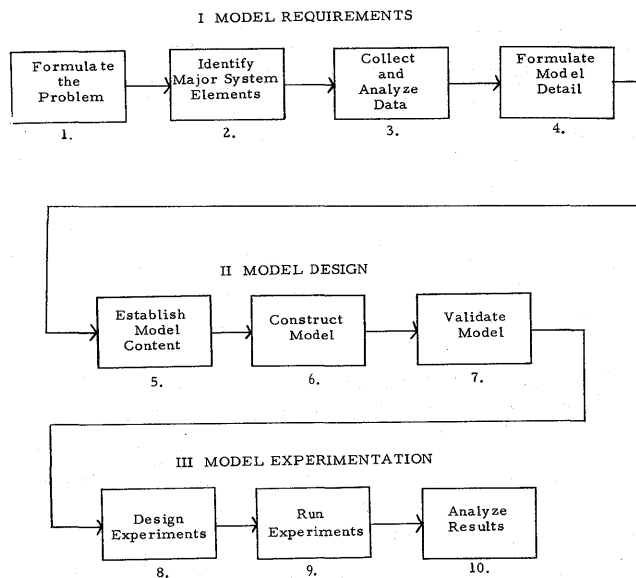 I MODEL REQUIREMENTS
Formulate
the
Problem
1.
Identify
Major System
Elements
2.
Collect
and
Analyze
Data
3.
Formulate
Model
Detail
4.
II MODEL DESIGN
Establish
Model
Content
5.
Construct
Model
6.
Validate
Model
7.
III MODEL EXPERIMENTATION
Design
Experiments
8.
Run
Experiments
9.
Analyze
Results
10.